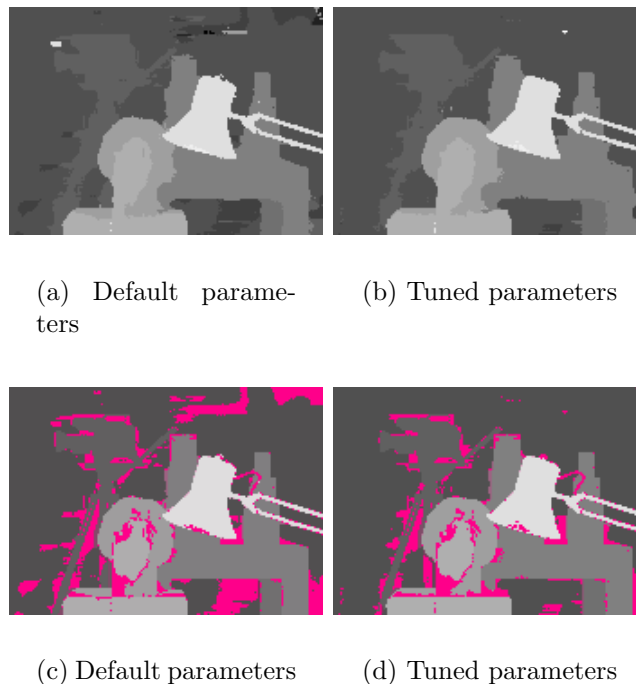 (a) Default parame-
ters
(b) Tuned parameters
(c) Default parameters
(d) Tuned parameters